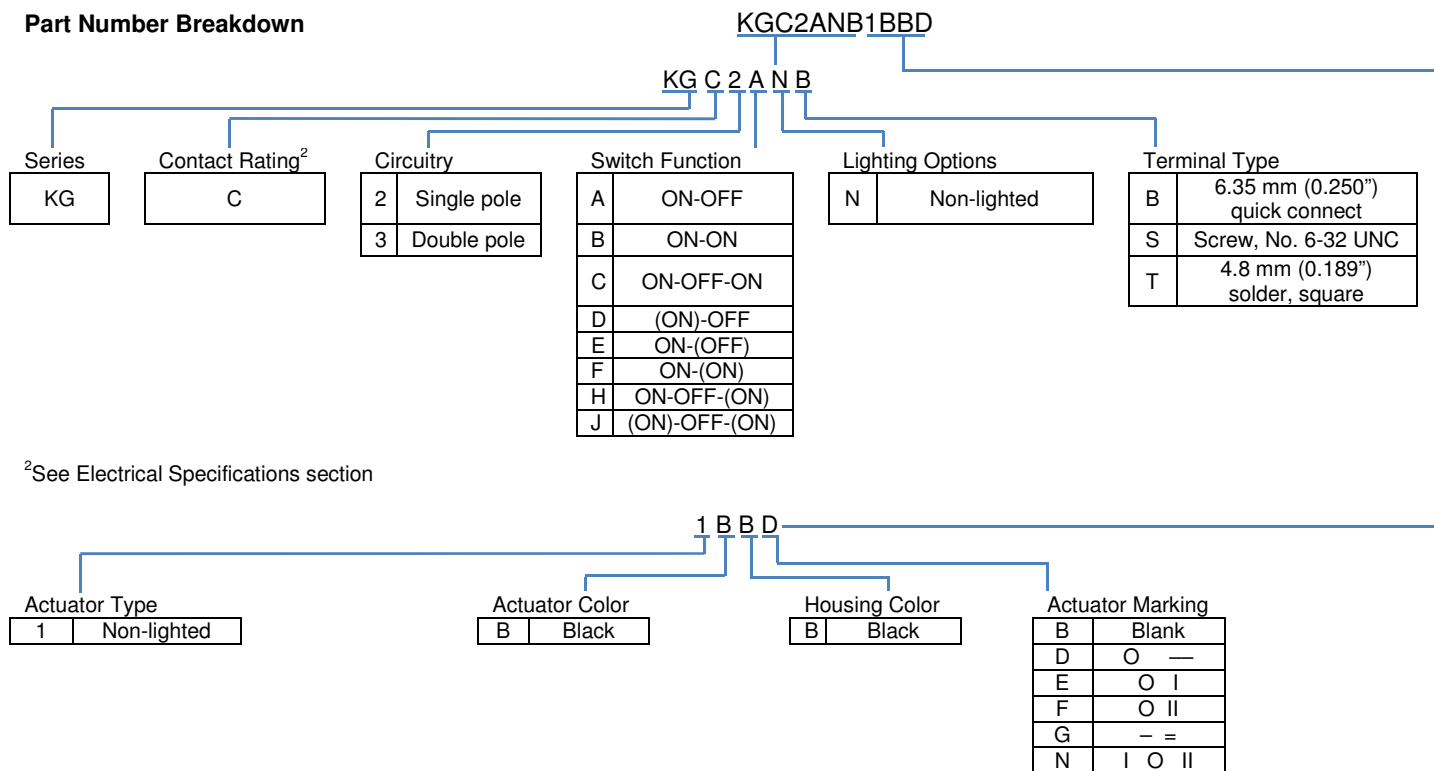 Part Number Breakdown
KGC2ANB1BBD
KG C 2 A N B
Series
KG
Contact Rating2
C
Circuitry
2 Single pole
3 Double pole
Switch Function
A ON-OFF
B ON-ON
C ON-OFF-ON
D (ON)-OFF
E ON-(OFF)
F ON-(ON)
H ON-OFF-(ON)
J (ON)-OFF-(ON)
Lighting Options
N Non-lighted
Terminal Type
B 6.35 mm (0.250”)
quick connect
S Screw, No. 6-32 UNC
T 4.8 mm (0.189”)
solder, square
2See Electrical Specifications section
1 B B D
Actuator Type
1 Non-lighted
Actuator Color
B Black
Housing Color
B Black
Actuator Marking
B Blank
D O —
E O I
F O II
G – =
N I O II